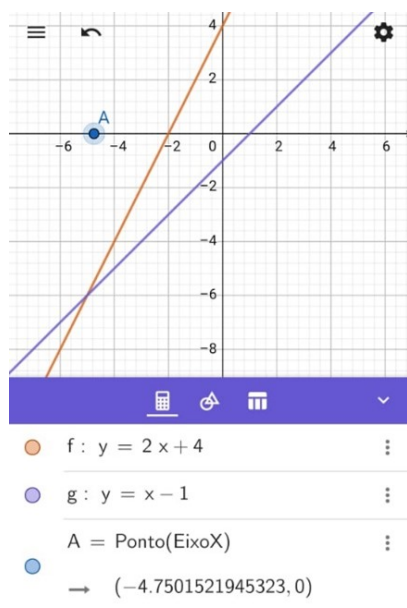 4
2
A
−6 −4 −2 0 2 4 6
−2
−4
−6
−8
f : y = 2 x + 4
g : y = x − 1
A = Ponto(EixoX)
→ (−4.7501521945323, 0)